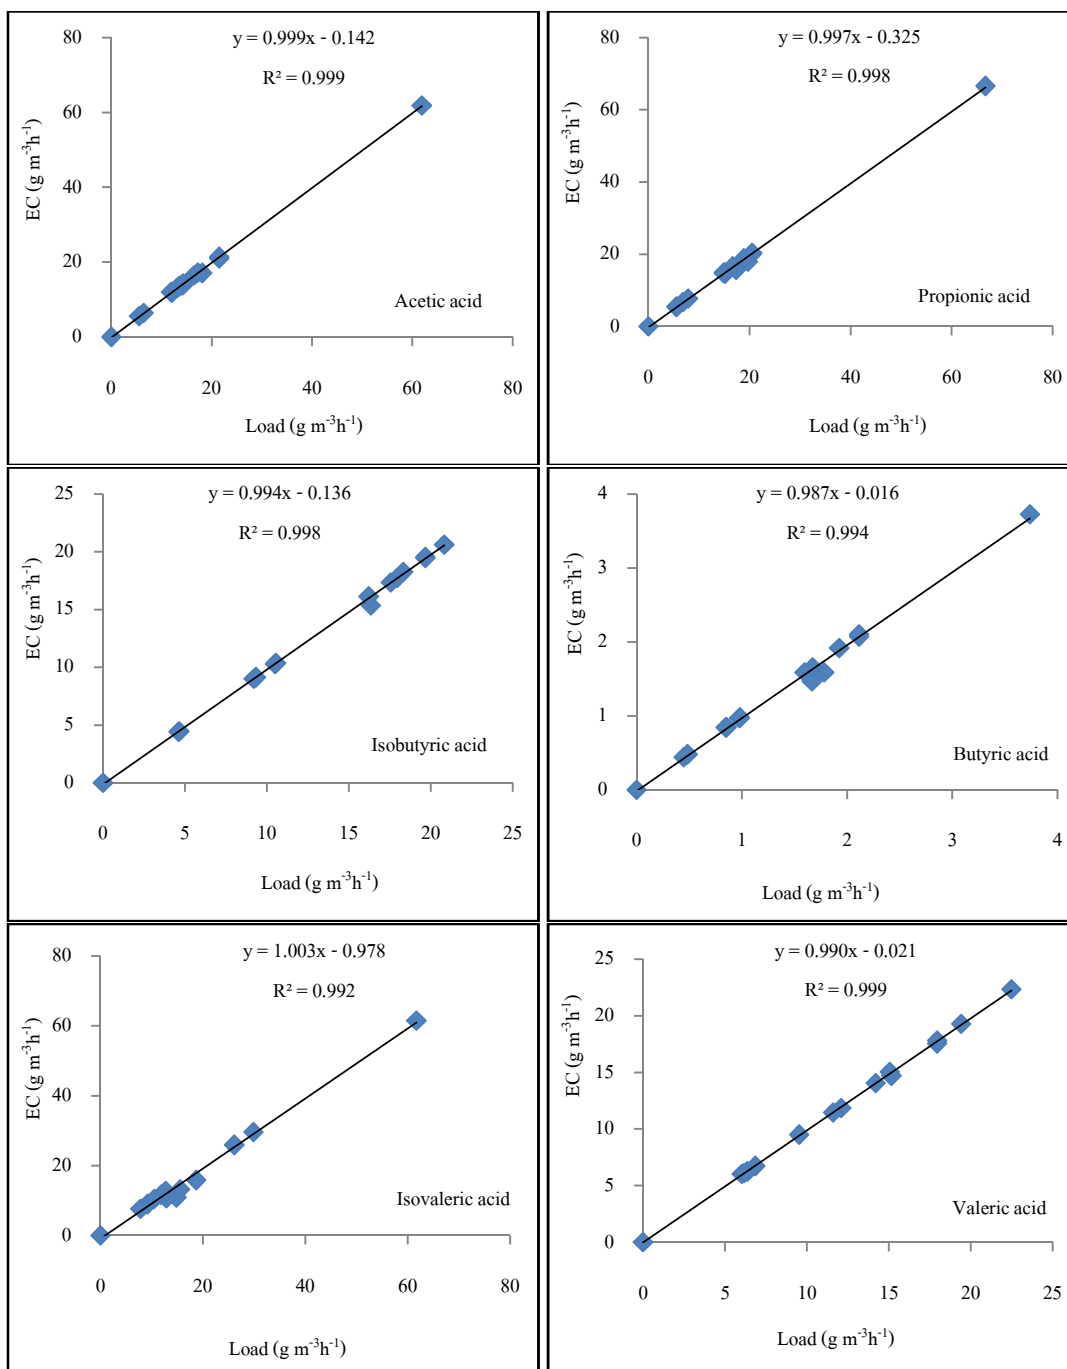 y = 0.999x - 0.142
R² = 0.999
EC (g m⁻³h⁻¹)
80
60
40
20
0
Acetic acid
0 20 40 60 80
Load (g m⁻³h⁻¹)
y = 0.997x - 0.325
R² = 0.998
EC (g m⁻³h⁻¹)
80
60
40
20
0
Propionic acid
0 20 40 60 80
Load (g m⁻³h⁻¹)
y = 0.994x - 0.136
R² = 0.998
EC (g m⁻³h⁻¹)
25
20
15
10
5
0
Isobutyric acid
0 5 10 15 20 25
Load (g m⁻³h⁻¹)
y = 0.987x - 0.016
R² = 0.994
EC (g m⁻³h⁻¹)
4
3
2
1
0
Butyric acid
0 1 2 3 4
Load (g m⁻³h⁻¹)
y = 1.003x - 0.978
R² = 0.992
EC (g m⁻³h⁻¹)
80
60
40
20
0
Isovaleric acid
0 20 40 60 80
Load (g m⁻³h⁻¹)
y = 0.990x - 0.021
R² = 0.999
EC (g m⁻³h⁻¹)
25
20
15
10
5
0
Valeric acid
0 5 10 15 20 25
Load (g m⁻³h⁻¹)